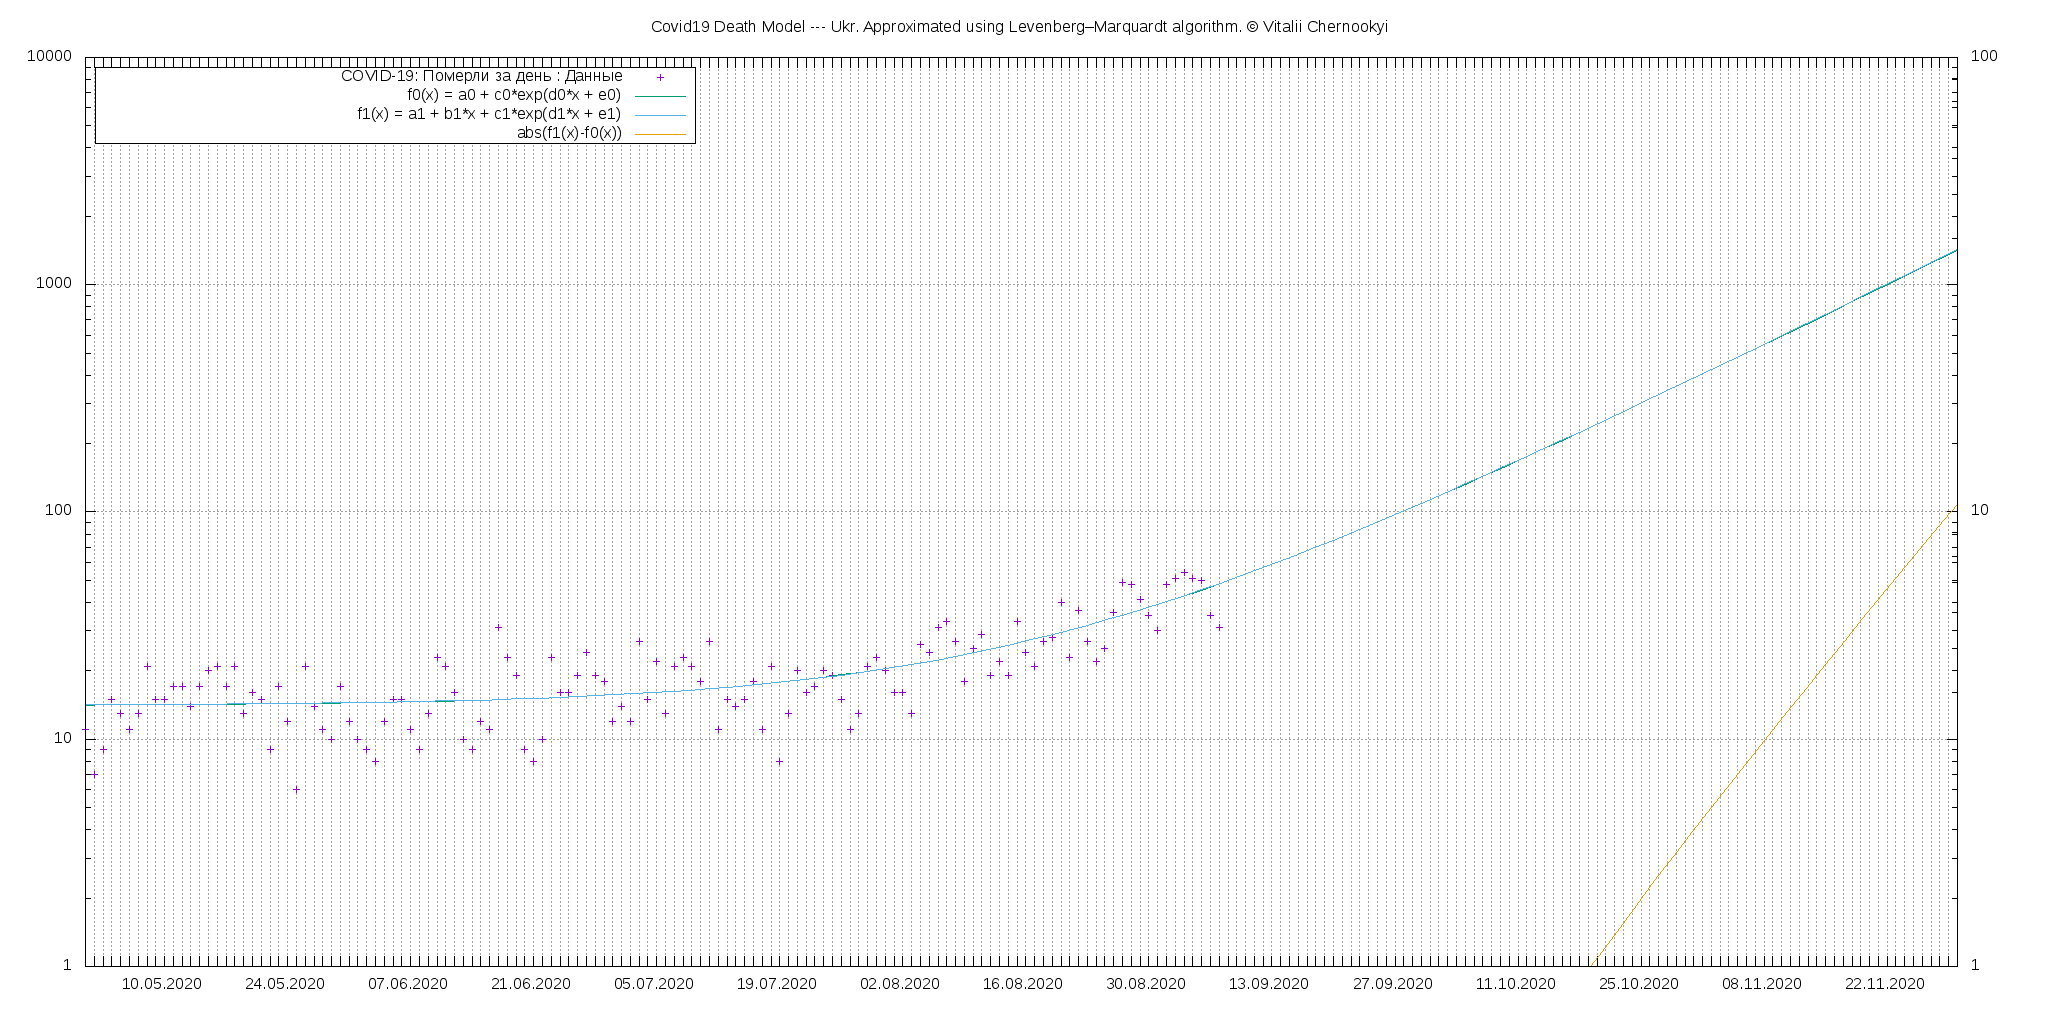 Covid19 Death Model --- Ukr. Approximated using Levenberg–Marquardt algorithm. © Vitalii Chernookyi
10000
100
COVID-19: Померли за день : Данные
f0(x) = a0 + c0*exp(d0*x + e0)
f1(x) = a1 + b1*x + c1*exp(d1*x + e1)
abs(f1(x)-f0(x))
1000
100
10
10
1
1
10.05.2020 24.05.2020 07.06.2020 21.06.2020 05.07.2020 19.07.2020 02.08.2020 16.08.2020 30.08.2020 13.09.2020 27.09.2020 11.10.2020 25.10.2020 08.11.2020 22.11.2020